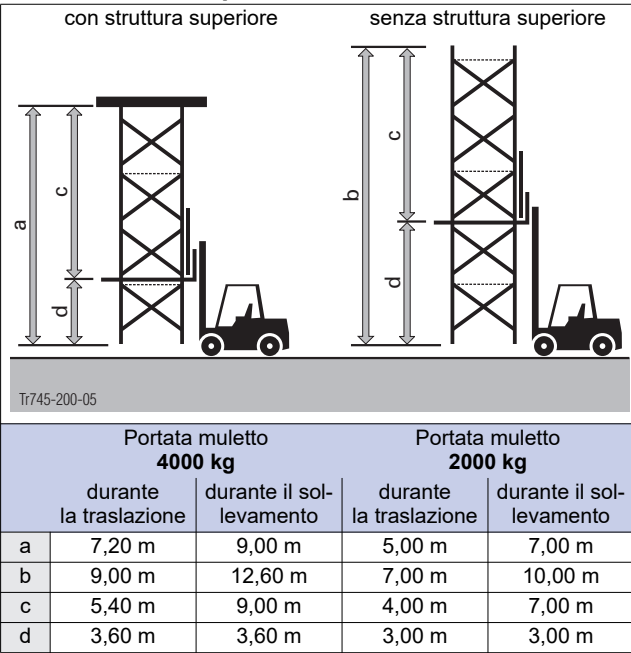 con struttura superiore senza struttura superiore
a
c
d
b
c
d
Tr745-200-05
Portata muletto Portata muletto
4000 kg 2000 kg
durante durante il sol- durante durante il sol-
la traslazione levamento la traslazione levamento
a 7,20 m 9,00 m 5,00 m 7,00 m
b 9,00 m 12,60 m 7,00 m 10,00 m
c 5,40 m 9,00 m 4,00 m 7,00 m
d 3,60 m 3,60 m 3,00 m 3,00 m